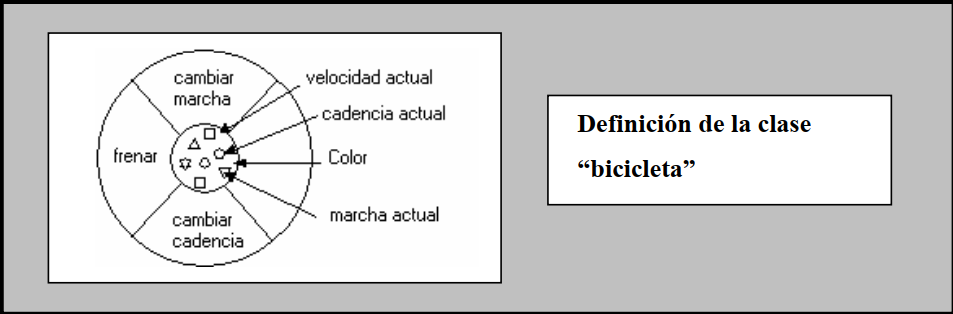 cambiar
marcha
frenar
cambiar
cadencia
velocidad actual
cadencia actual
Color
marcha actual
Definición de la clase
“bicicleta”